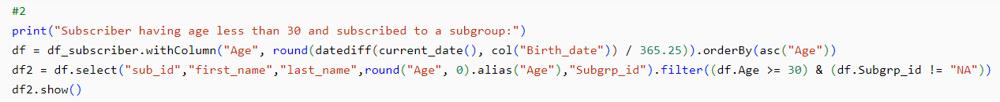 #2
print("Subscriber having age less than 30 and subscribed to a subgroup:")
df = df_subscriber.withColumn("Age", round(datediff(current_date(), col("Birth_date")) / 365.25)).orderBy(asc("Age"))
df2 = df.select("sub_id","first_name","last_name",round("Age", 0).alias("Age"),"Subgrp_id").filter((df.Age >= 30) & (df.Subgrp_id != "NA"))
df2.show()